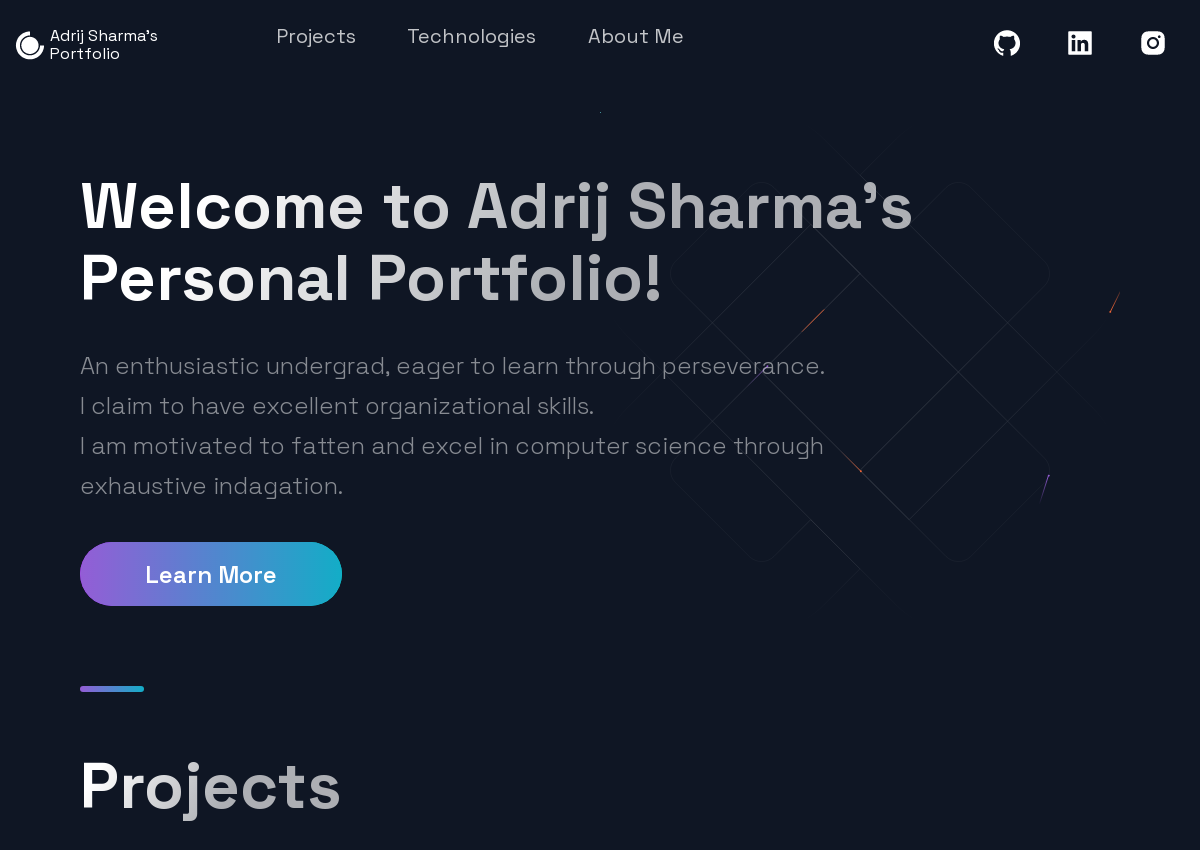 Adrij Sharma's
Portfolio
Projects
Technologies
About Me
Welcome to Adrij Sharma's
Personal Portfolio!
An enthusiastic undergrad, eager to learn through perseverance.
I claim to have excellent organizational skills.
I am motivated to fatten and excel in computer science through
exhaustive indagation.
Learn More
Projects